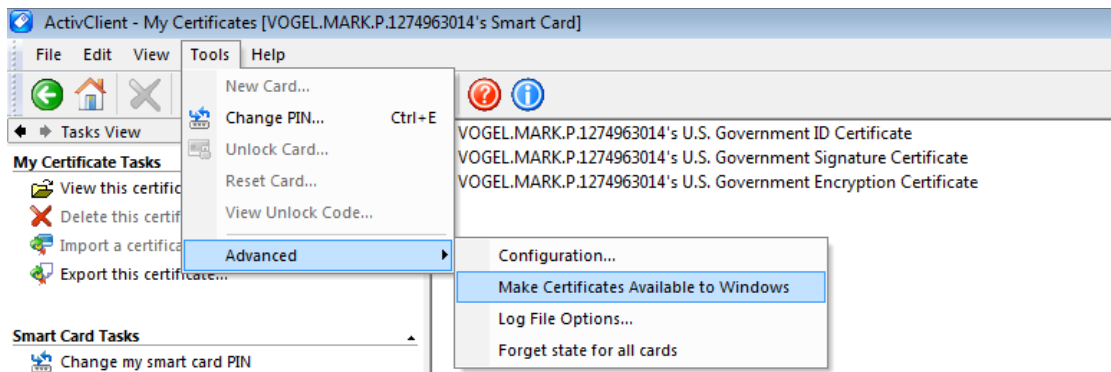 ActivClient - My Certificates [VOGEL.MARK.P.1274963014's Smart Card]
File Edit View Tools Help
New Card...
Change PIN... Ctrl+E
Unlock Card...
Reset Card...
View Unlock Code...
Advanced
Configuration...
Make Certificates Available to Windows
Log File Options...
Forget state for all cards
Tasks View
My Certificate Tasks
View this certific
Delete this certif
Import a certifica
Export this certificate...
Smart Card Tasks
Change my smart card PIN
VOGEL.MARK.P.1274963014's U.S. Government ID Certificate
VOGEL.MARK.P.1274963014's U.S. Government Signature Certificate
VOGEL.MARK.P.1274963014's U.S. Government Encryption Certificate